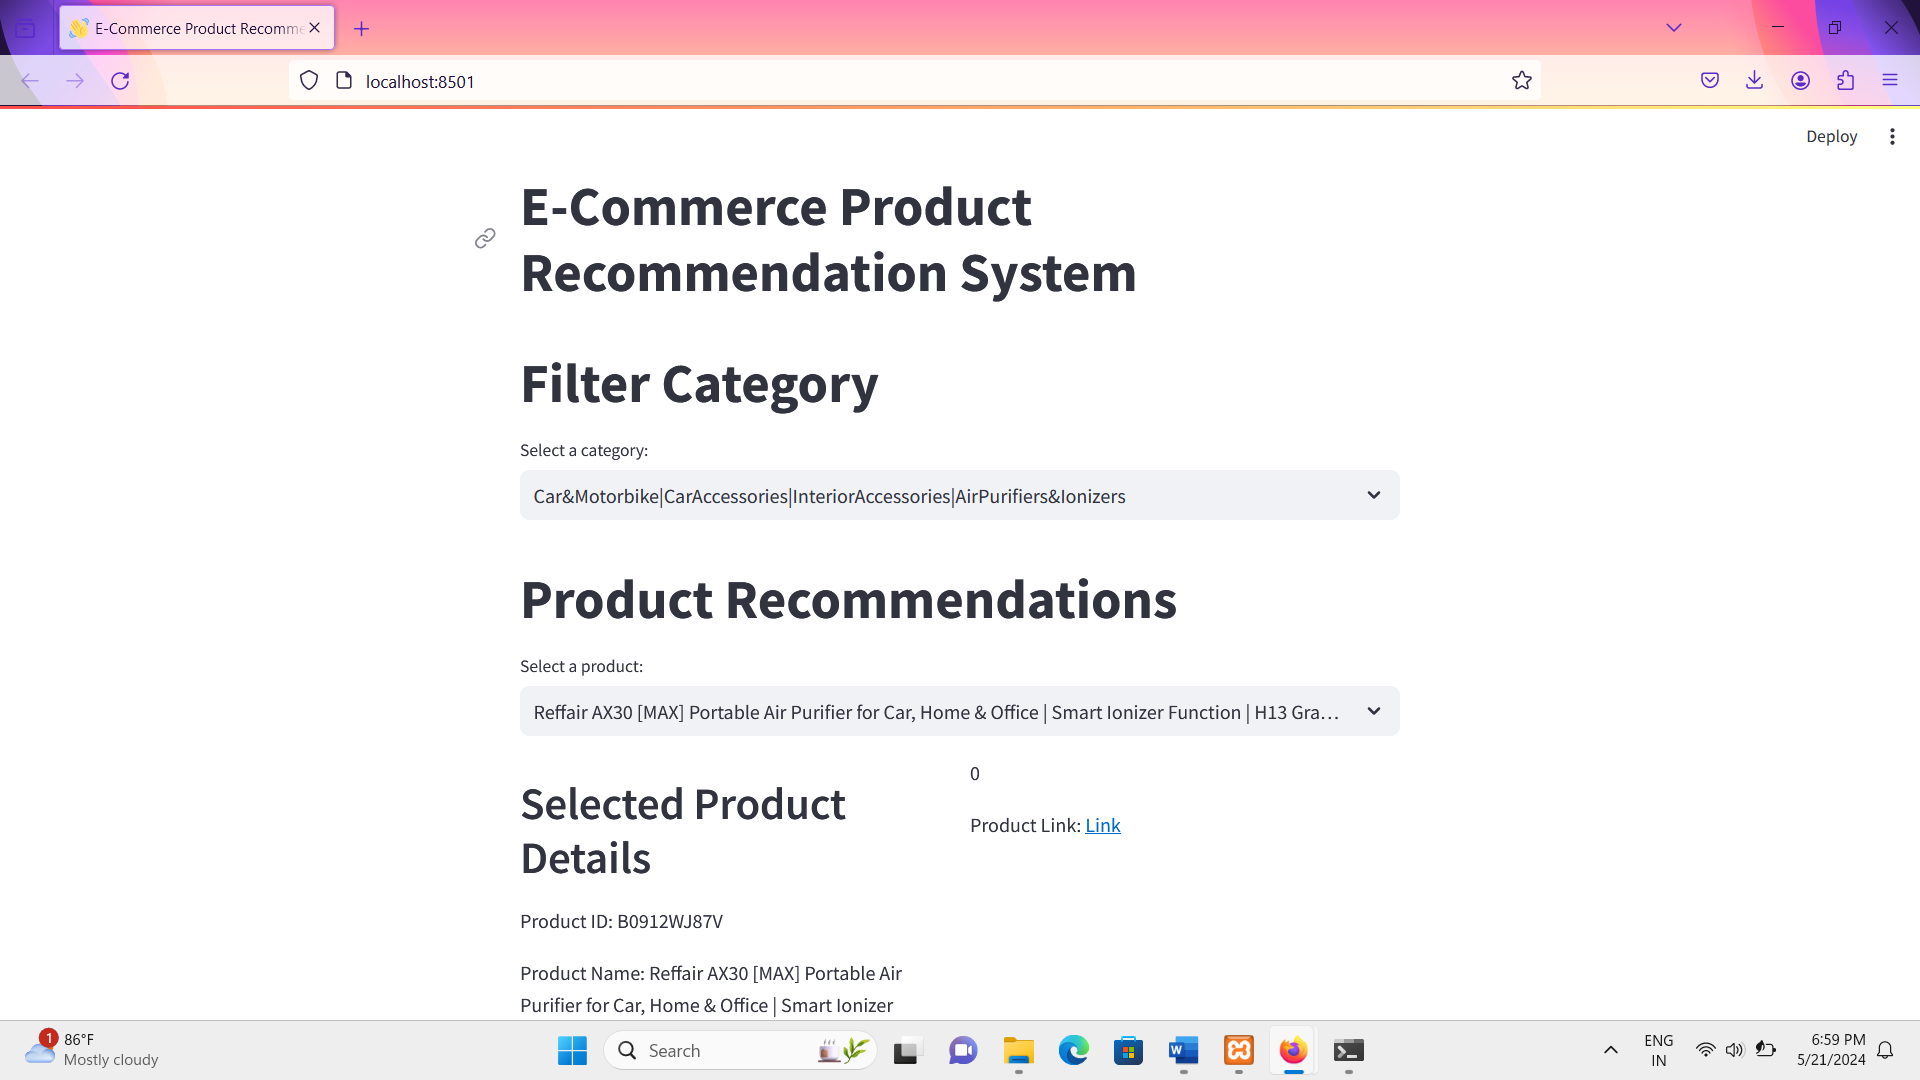 E-Commerce Product Recomme
localhost:8501
Deploy
E-Commerce Product
Recommendation System
Filter Category
Select a category:
Car&Motorbike|CarAccessories|InteriorAccessories|AirPurifiers&Ionizers
Product Recommendations
Select a product:
Reffair AX30 [MAX] Portable Air Purifier for Car, Home & Office | Smart Ionizer Function | H13 Gra…
Selected Product
Details
Product ID: B0912WJ87V
Product Name: Reffair AX30 [MAX] Portable Air
Purifier for Car, Home & Office | Smart Ionizer
0
Product Link: Link
1
86°F
Mostly cloudy
Search
ENG
IN
6:59 PM
5/21/2024